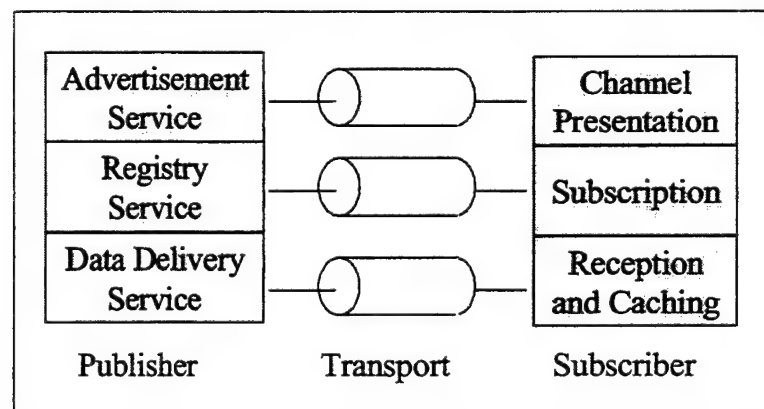 Advertisement
Service
Channel
Presentation
Registry
Service
Subscription
Data Delivery
Service
Reception
and Caching
Publisher
Transport
Subscriber